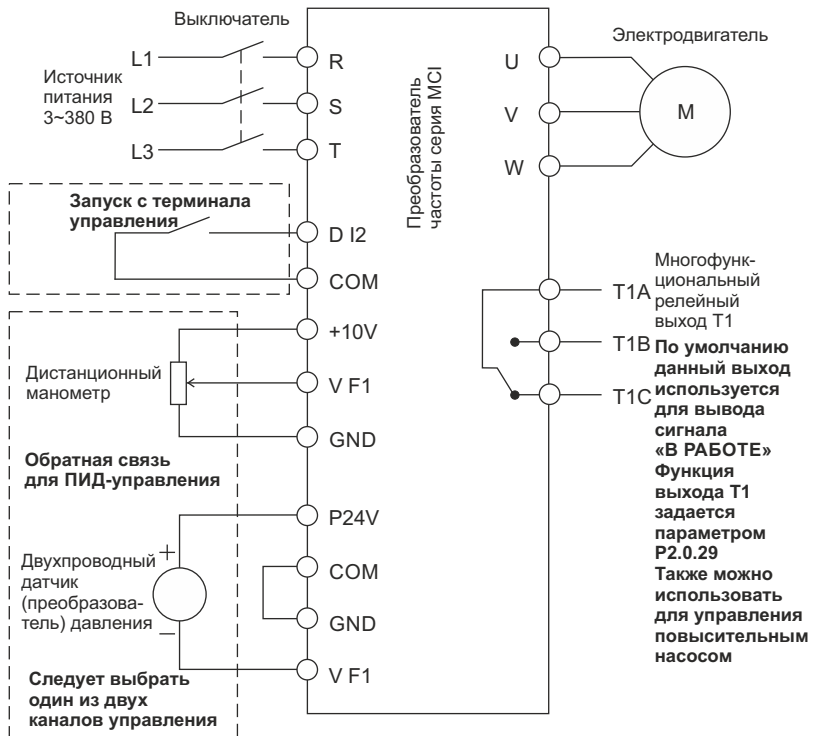 Выключатель
L1
L2
L3
Источник
питания
3~380 В
R
S
T
Преобразователь
частоты серия MCI
U
V
W
Электродвигатель
M
Запуск с терминала
управления
D I2
COM
+10V
Дистанционный
манометр
V F1
GND
Обратная связь
для ПИД-управления
P24V
+
Двухпроводный
датчик
(преобразова-
тель) давления
–
COM
GND
V F1
Следует выбрать
один из двух
каналов управления
T1A
T1B
T1C
Многофунк-
циональный
релейный
выход T1
По умолчанию
данный выход
используется
для вывода
сигнала
«В РАБОТЕ»
Функция
выхода T1
задается
параметром
P2.0.29
Также можно
использовать
для управления
повысительным
насосом